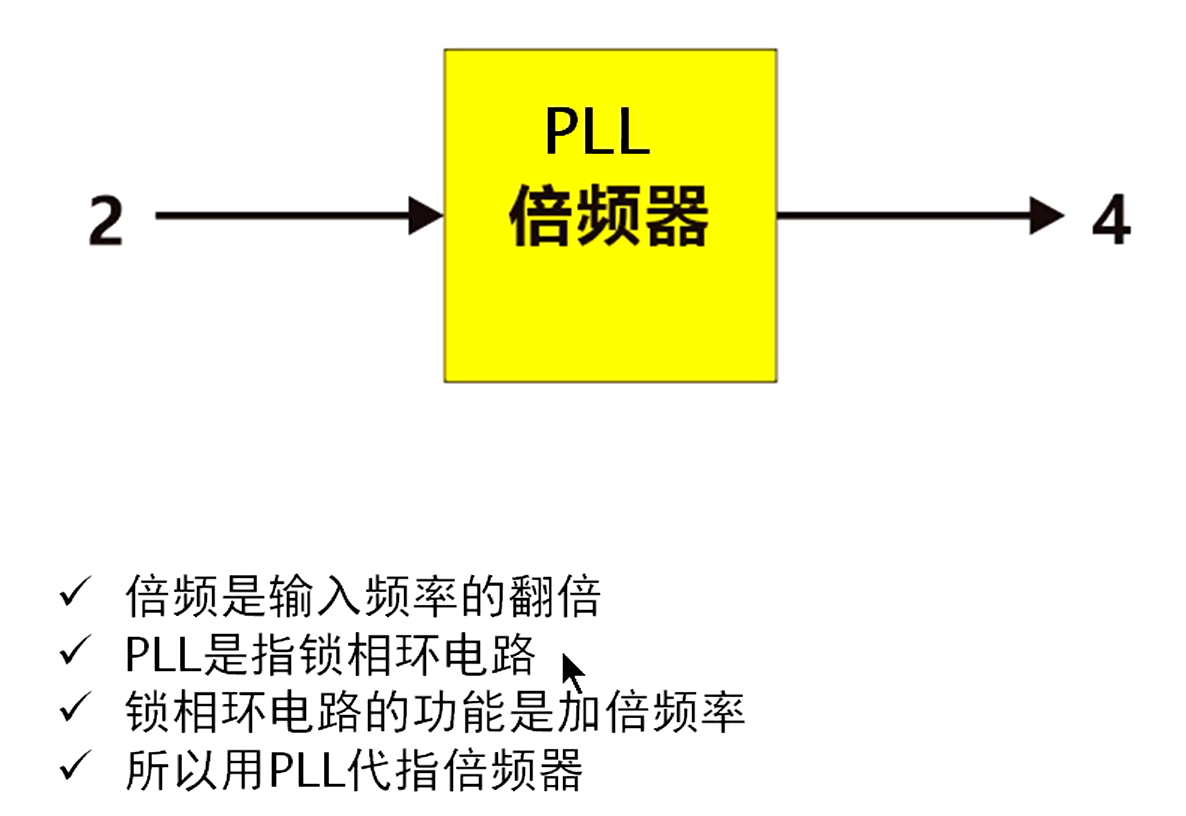 PLL
倍频器
2
4
✓ 倍频是输入频率的翻倍
✓ PLL是指锁相环电路
✓ 锁相环电路的功能是加倍频率
✓ 所以用PLL代指倍频器